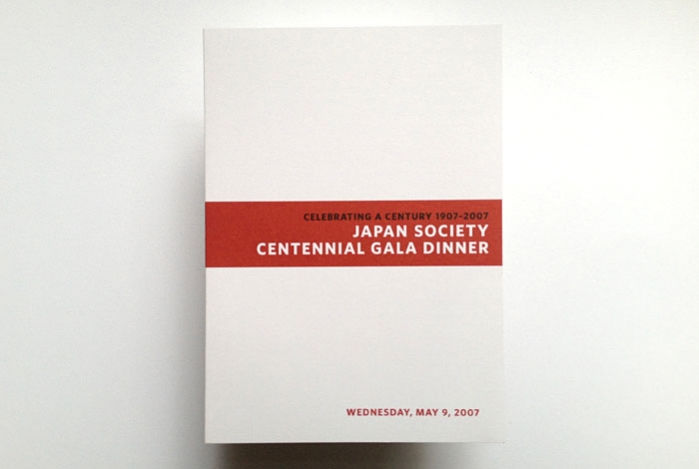 CELEBRATING A CENTURY 1907–2007
JAPAN SOCIETY
CENTENNIAL GALA DINNER
WEDNESDAY, MAY 9, 2007